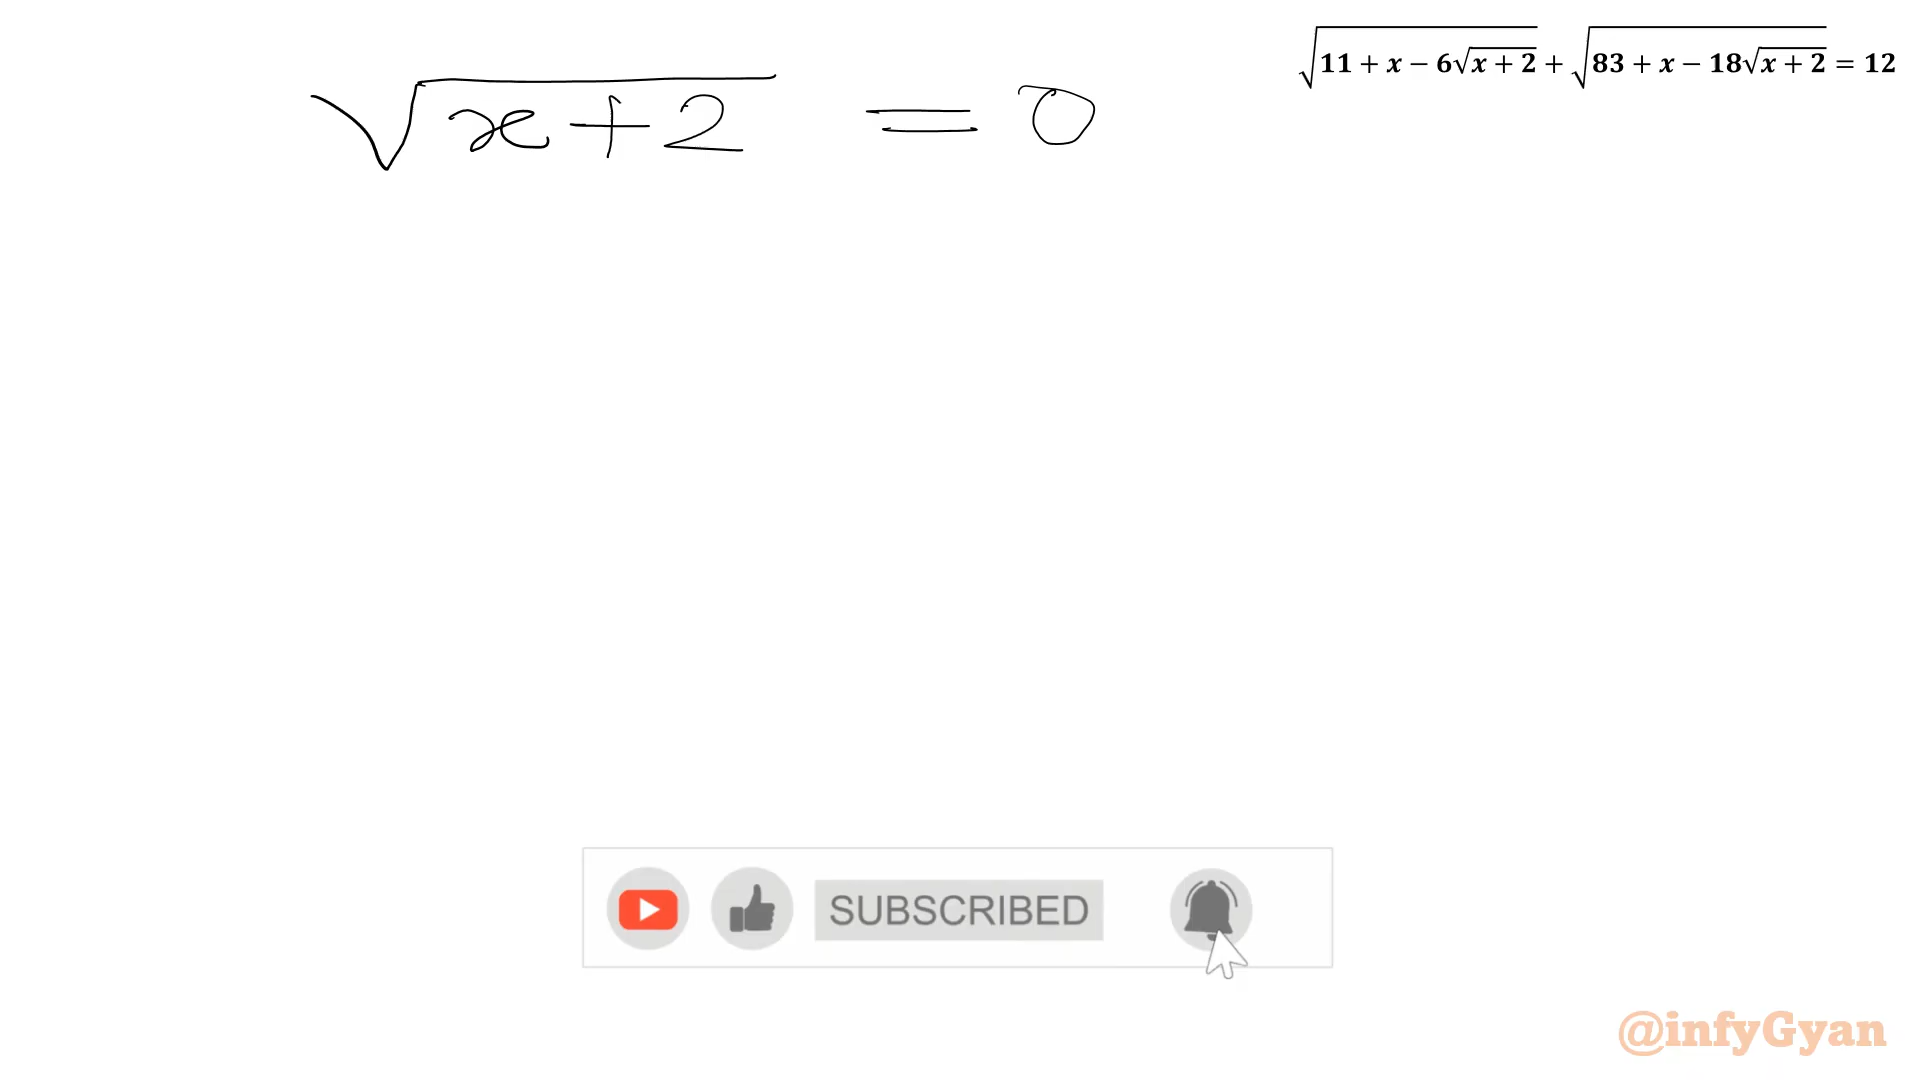 √(x+2) = 0
√(11 + x − 6√(x + 2)) + √(83 + x − 18√(x + 2)) = 12
SUBSCRIBED
@infyGyan